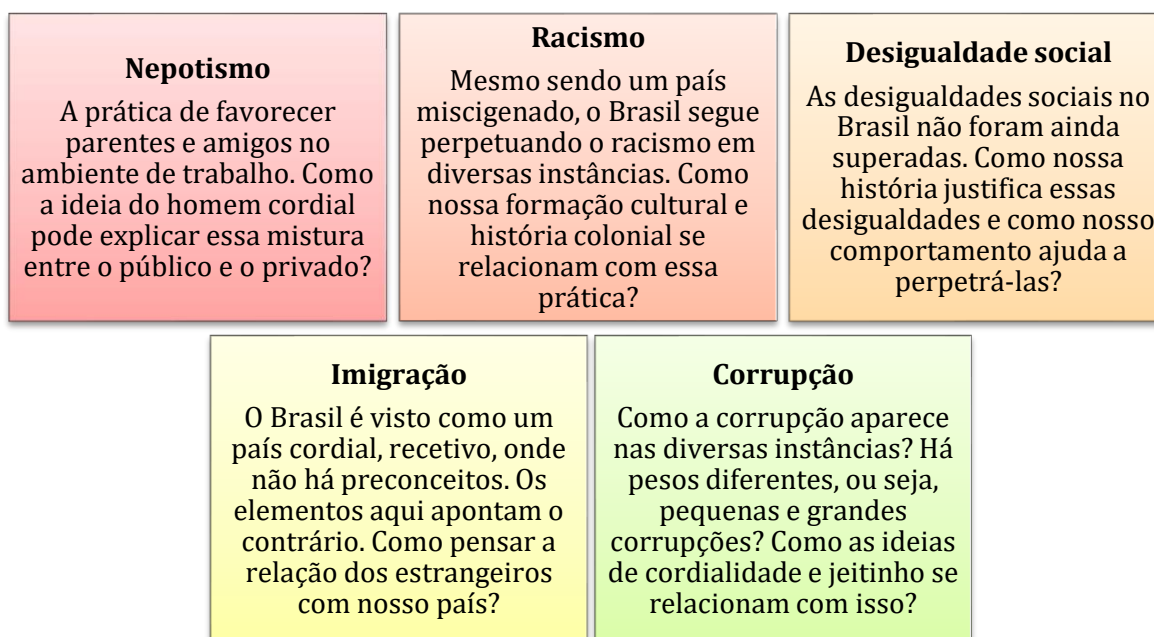 Nepotismo
A prática de favorecer
parentes e amigos no
ambiente de trabalho. Como
a ideia do homem cordial
pode explicar essa mistura
entre o público e o privado?
Racismo
Mesmo sendo um país
miscigenado, o Brasil segue
perpetuando o racismo em
diversas instâncias. Como
nossa formação cultural e
história colonial se
relacionam com essa
prática?
Desigualdade social
As desigualdades sociais no
Brasil não foram ainda
superadas. Como nossa
história justifica essas
desigualdades e como nosso
comportamento ajuda a
perpetrá-las?
Imigração
O Brasil é visto como um
país cordial, recetivo, onde
não há preconceitos. Os
elementos aqui apontam o
contrário. Como pensar a
relação dos estrangeiros
com nosso país?
Corrupção
Como a corrupção aparece
nas diversas instâncias? Há
pesos diferentes, ou seja,
pequenas e grandes
corrupções? Como as ideias
de cordialidade e jeitinho se
relacionam com isso?